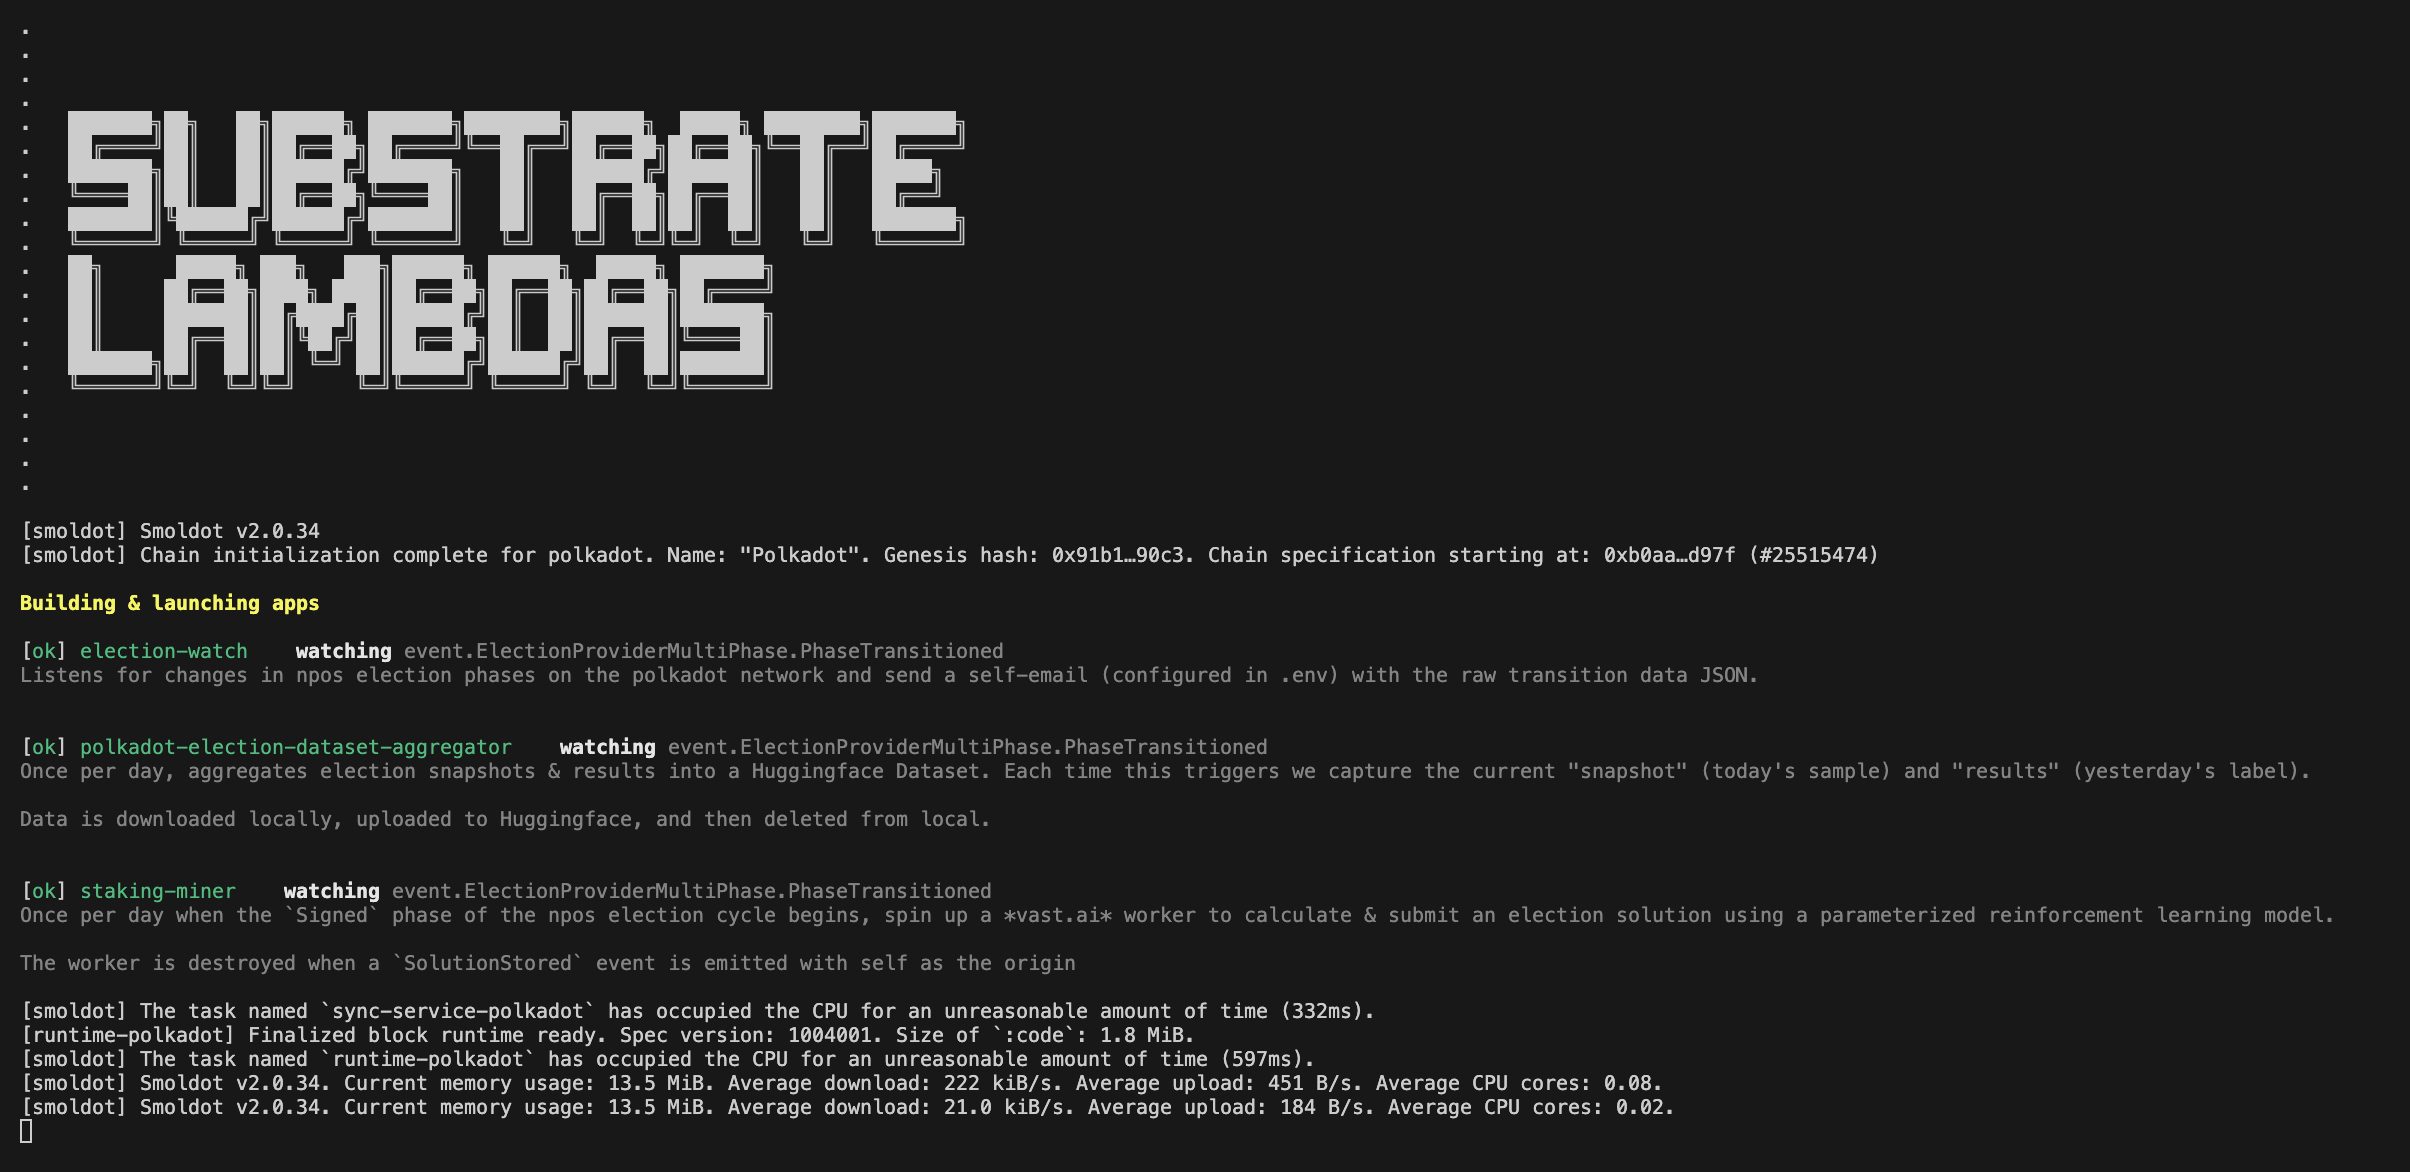 SUBSTRATE
LAMBDAS
[smoldot] Smoldot v2.0.34
[smoldot] Chain initialization complete for polkadot. Name: "Polkadot". Genesis hash: 0x91b1…90c3. Chain specification starting at: 0xb0aa…d97f (#25515474)
Building & launching apps
[ok] election-watch    watching event.ElectionProviderMultiPhase.PhaseTransitioned
Listens for changes in npos election phases on the polkadot network and send a self-email (configured in .env) with the raw transition data JSON.
[ok] polkadot-election-dataset-aggregator    watching event.ElectionProviderMultiPhase.PhaseTransitioned
Once per day, aggregates election snapshots & results into a Huggingface Dataset. Each time this triggers we capture the current "snapshot" (today's sample) and "results" (yesterday's label).
Data is downloaded locally, uploaded to Huggingface, and then deleted from local.
[ok] staking-miner    watching event.ElectionProviderMultiPhase.PhaseTransitioned
Once per day when the `Signed` phase of the npos election cycle begins, spin up a *vast.ai* worker to calculate & submit an election solution using a parameterized reinforcement learning model.
The worker is destroyed when a `SolutionStored` event is emitted with self as the origin
[smoldot] The task named `sync-service-polkadot` has occupied the CPU for an unreasonable amount of time (332ms).
[runtime-polkadot] Finalized block runtime ready. Spec version: 1004001. Size of `:code`: 1.8 MiB.
[smoldot] The task named `runtime-polkadot` has occupied the CPU for an unreasonable amount of time (597ms).
[smoldot] Smoldot v2.0.34. Current memory usage: 13.5 MiB. Average download: 222 kiB/s. Average upload: 451 B/s. Average CPU cores: 0.08.
[smoldot] Smoldot v2.0.34. Current memory usage: 13.5 MiB. Average download: 21.0 kiB/s. Average upload: 184 B/s. Average CPU cores: 0.02.